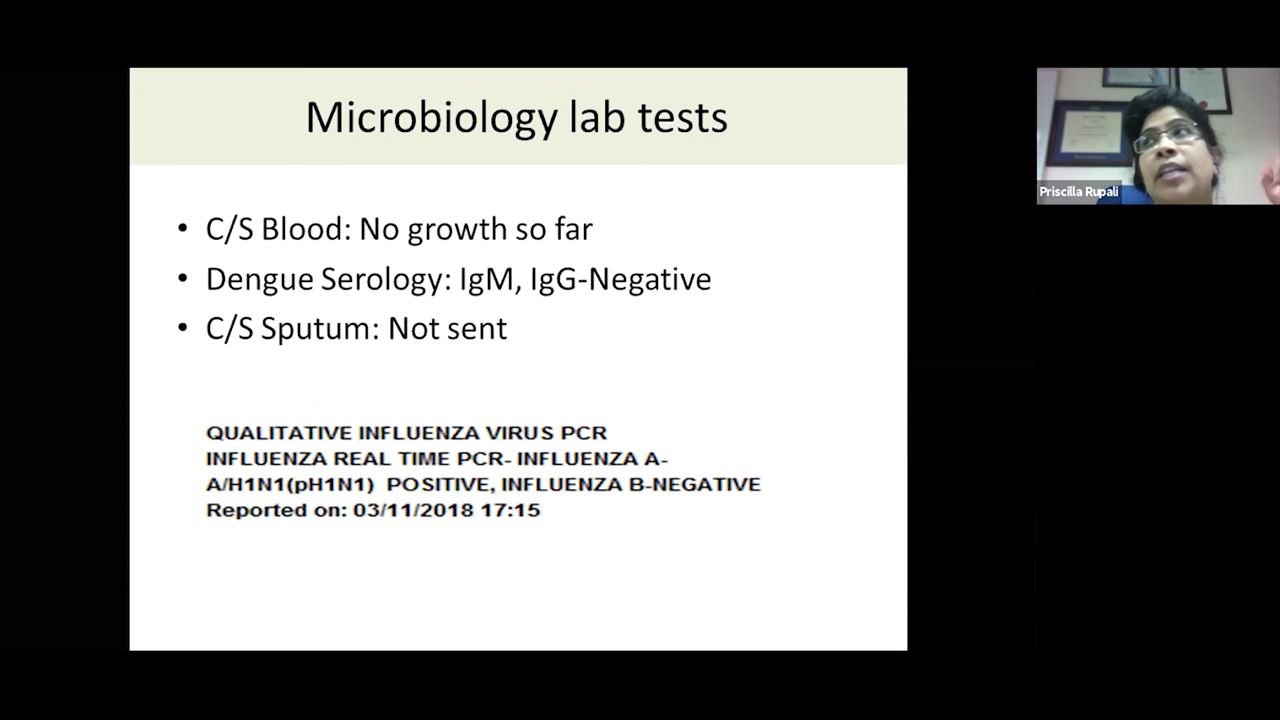 Microbiology lab tests
• C/S Blood: No growth so far
• Dengue Serology: IgM, IgG-Negative
• C/S Sputum: Not sent
QUALITATIVE INFLUENZA VIRUS PCR
INFLUENZA REAL TIME PCR- INFLUENZA A-
A/H1N1(pH1N1) POSITIVE, INFLUENZA B-NEGATIVE
Reported on: 03/11/2018 17:15
Priscilla Rupali